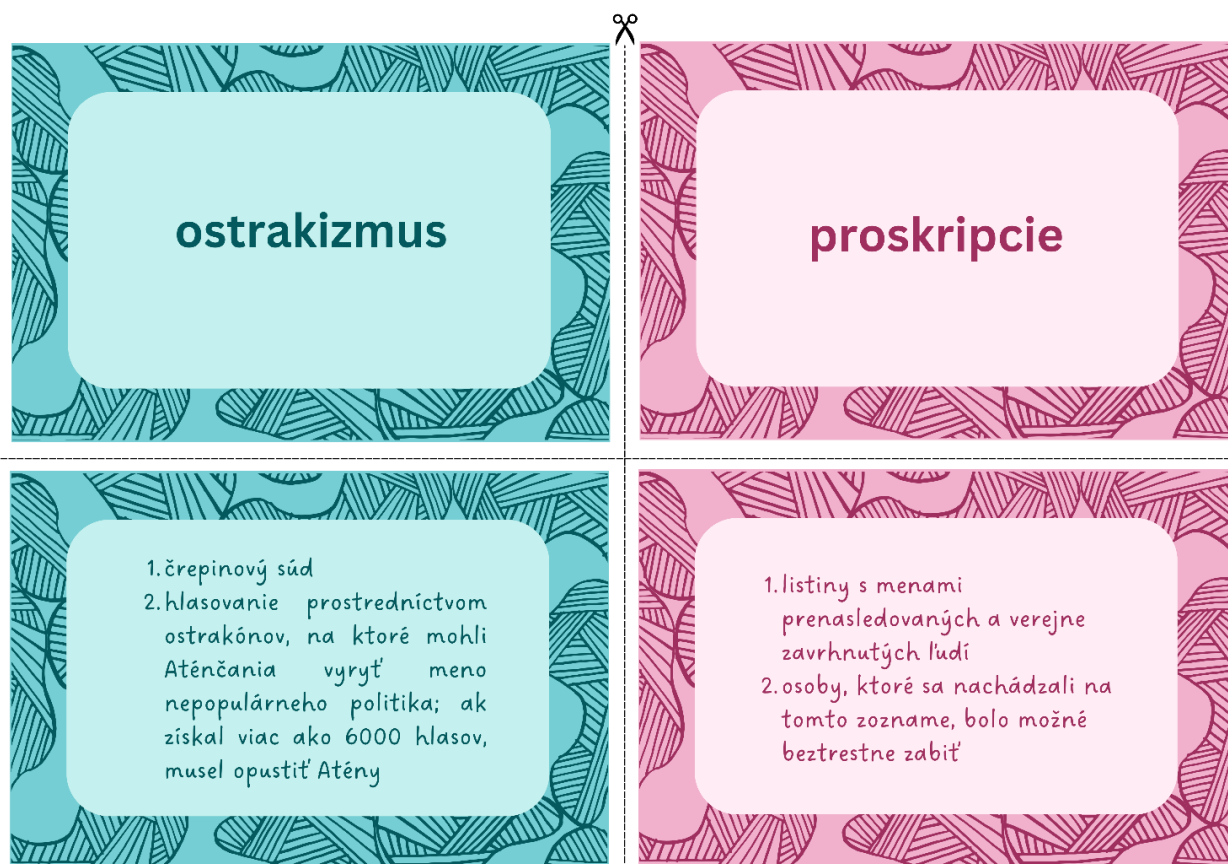 ostrakizmus
proskripcie
1. črepinový súd
2. hlasovanie prostredníctvom
ostrakónov, na ktoré mohli
Aténčania vyryť meno
nepopulárneho politika; ak
získal viac ako 6000 hlasov,
musel opustiť Atény
1. listiny s menami
prenasledovaných a verejne
zavrhnutých ľudí
2. osoby, ktoré sa nachádzali na
tomto zozname, bolo možné
beztrestne zabiť